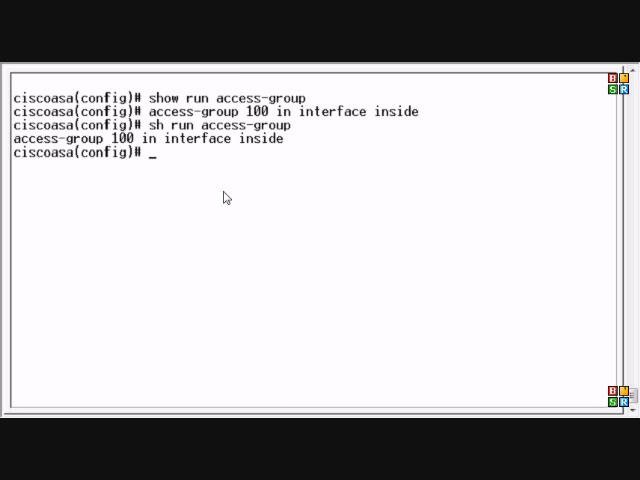 ciscoasa(config)# show run access-group
ciscoasa(config)# access-group 100 in interface inside
ciscoasa(config)# sh run access-group
access-group 100 in interface inside
ciscoasa(config)# _
B
S R
B
S R